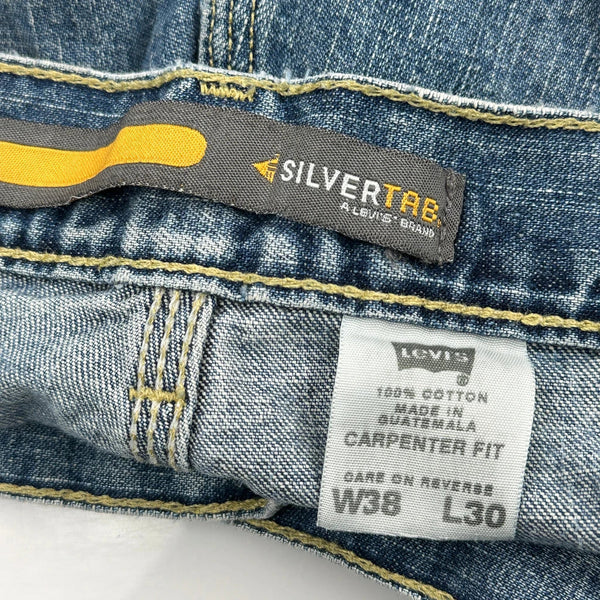 SILVERTAB
A LEVI'S® BRAND
LEVI'S ®
100% COTTON
MADE IN
GUATEMALA
CARPENTER FIT
CARE ON REVERSE
W38 L30